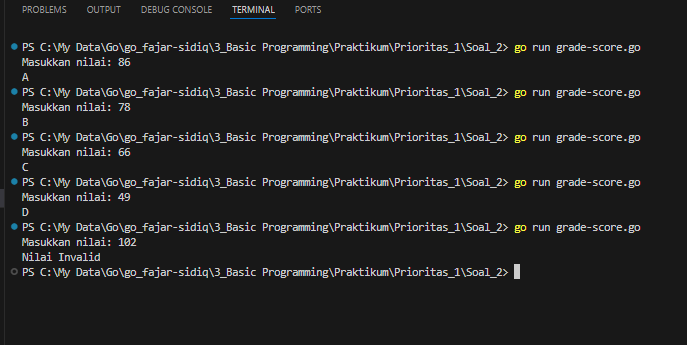 PROBLEMS OUTPUT DEBUG CONSOLE TERMINAL PORTS
PS C:\My Data\Go\go_fajar-sidiq\3_Basic Programming\Praktikum\Prioritas_1\Soal_2> go run grade-score.go
Masukkan nilai: 86
A
PS C:\My Data\Go\go_fajar-sidiq\3_Basic Programming\Praktikum\Prioritas_1\Soal_2> go run grade-score.go
Masukkan nilai: 78
B
PS C:\My Data\Go\go_fajar-sidiq\3_Basic Programming\Praktikum\Prioritas_1\Soal_2> go run grade-score.go
Masukkan nilai: 66
C
PS C:\My Data\Go\go_fajar-sidiq\3_Basic Programming\Praktikum\Prioritas_1\Soal_2> go run grade-score.go
Masukkan nilai: 49
D
PS C:\My Data\Go\go_fajar-sidiq\3_Basic Programming\Praktikum\Prioritas_1\Soal_2> go run grade-score.go
Masukkan nilai: 102
Nilai Invalid
PS C:\My Data\Go\go_fajar-sidiq\3_Basic Programming\Praktikum\Prioritas_1\Soal_2>